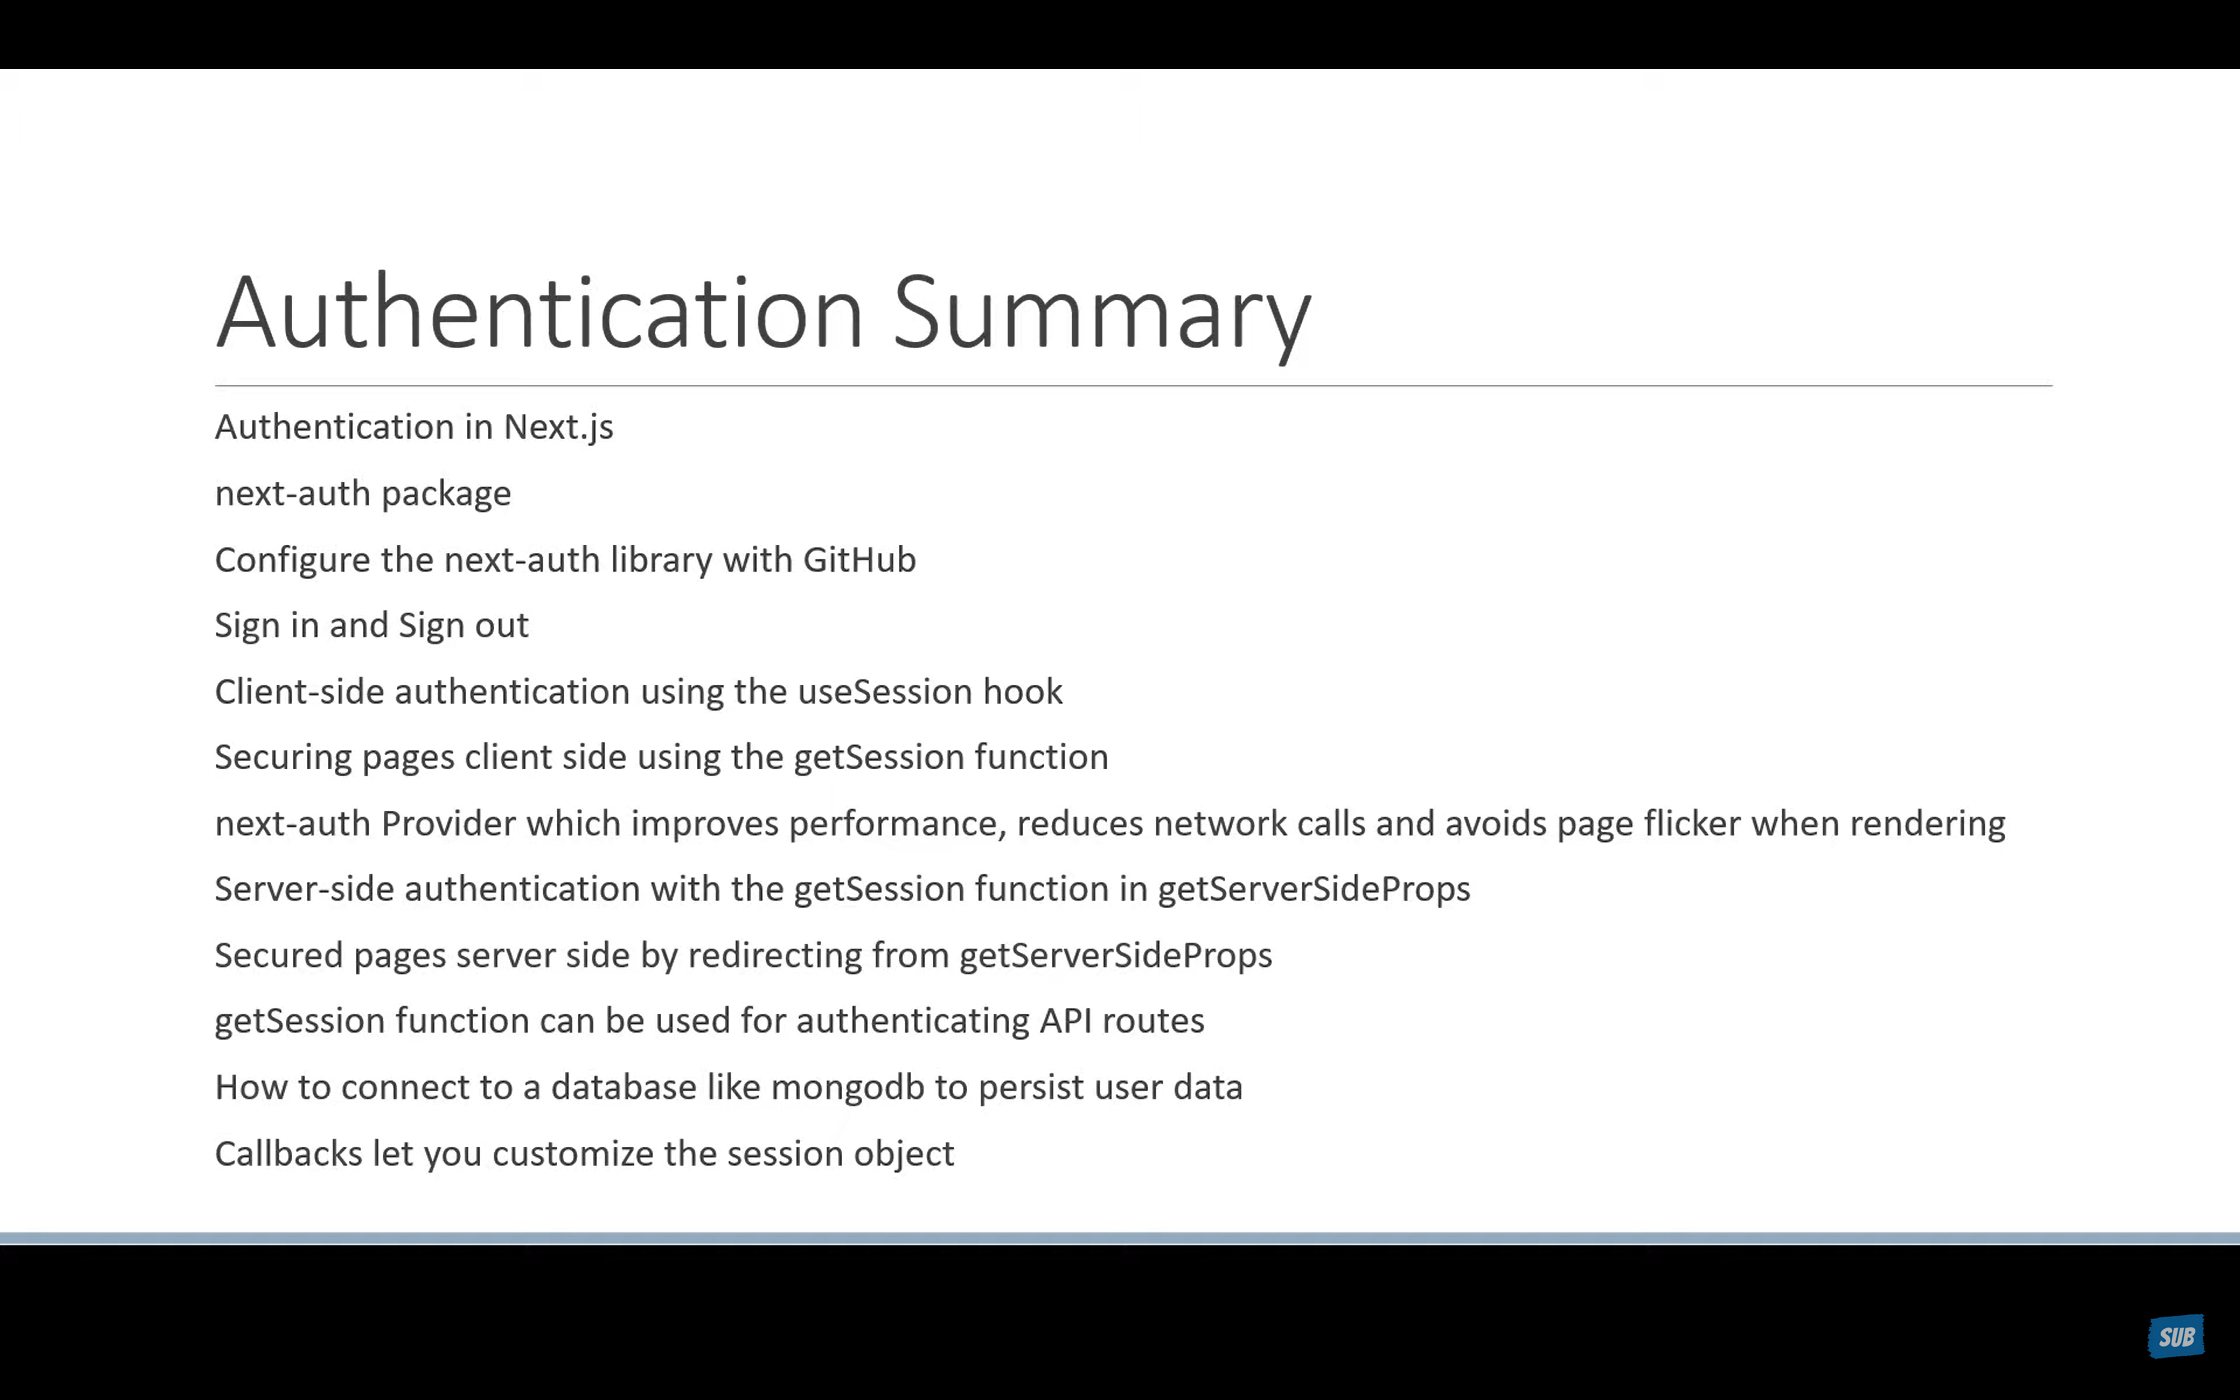 Authentication Summary
Authentication in Next.js
next-auth package
Configure the next-auth library with GitHub
Sign in and Sign out
Client-side authentication using the useSession hook
Securing pages client side using the getSession function
next-auth Provider which improves performance, reduces network calls and avoids page flicker when rendering
Server-side authentication with the getSession function in getServerSideProps
Secured pages server side by redirecting from getServerSideProps
getSession function can be used for authenticating API routes
How to connect to a database like mongodb to persist user data
Callbacks let you customize the session object
SUB